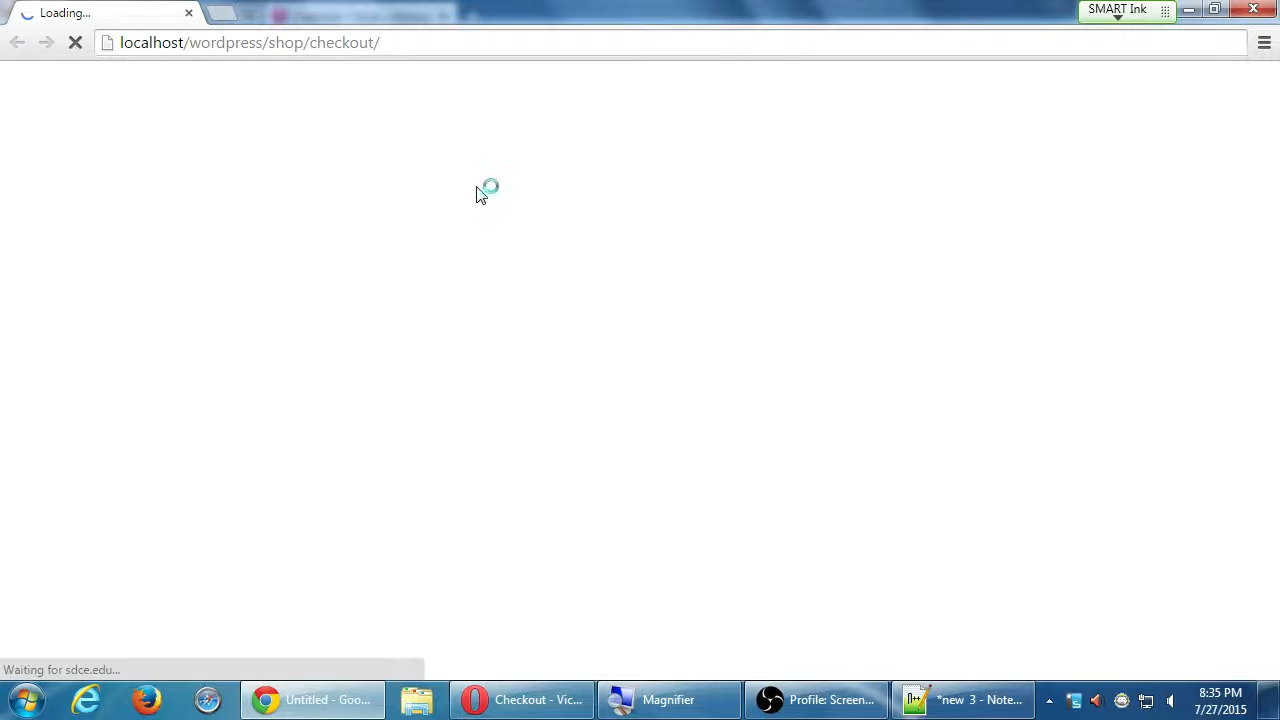 Loading...
SMART Ink
localhost/wordpress/shop/checkout/
Waiting for sdce.edu...
Untitled - Goo...
Checkout - Vic...
Magnifier
Profile: Screen...
*new 3 - Note...
8:35 PM
7/27/2015